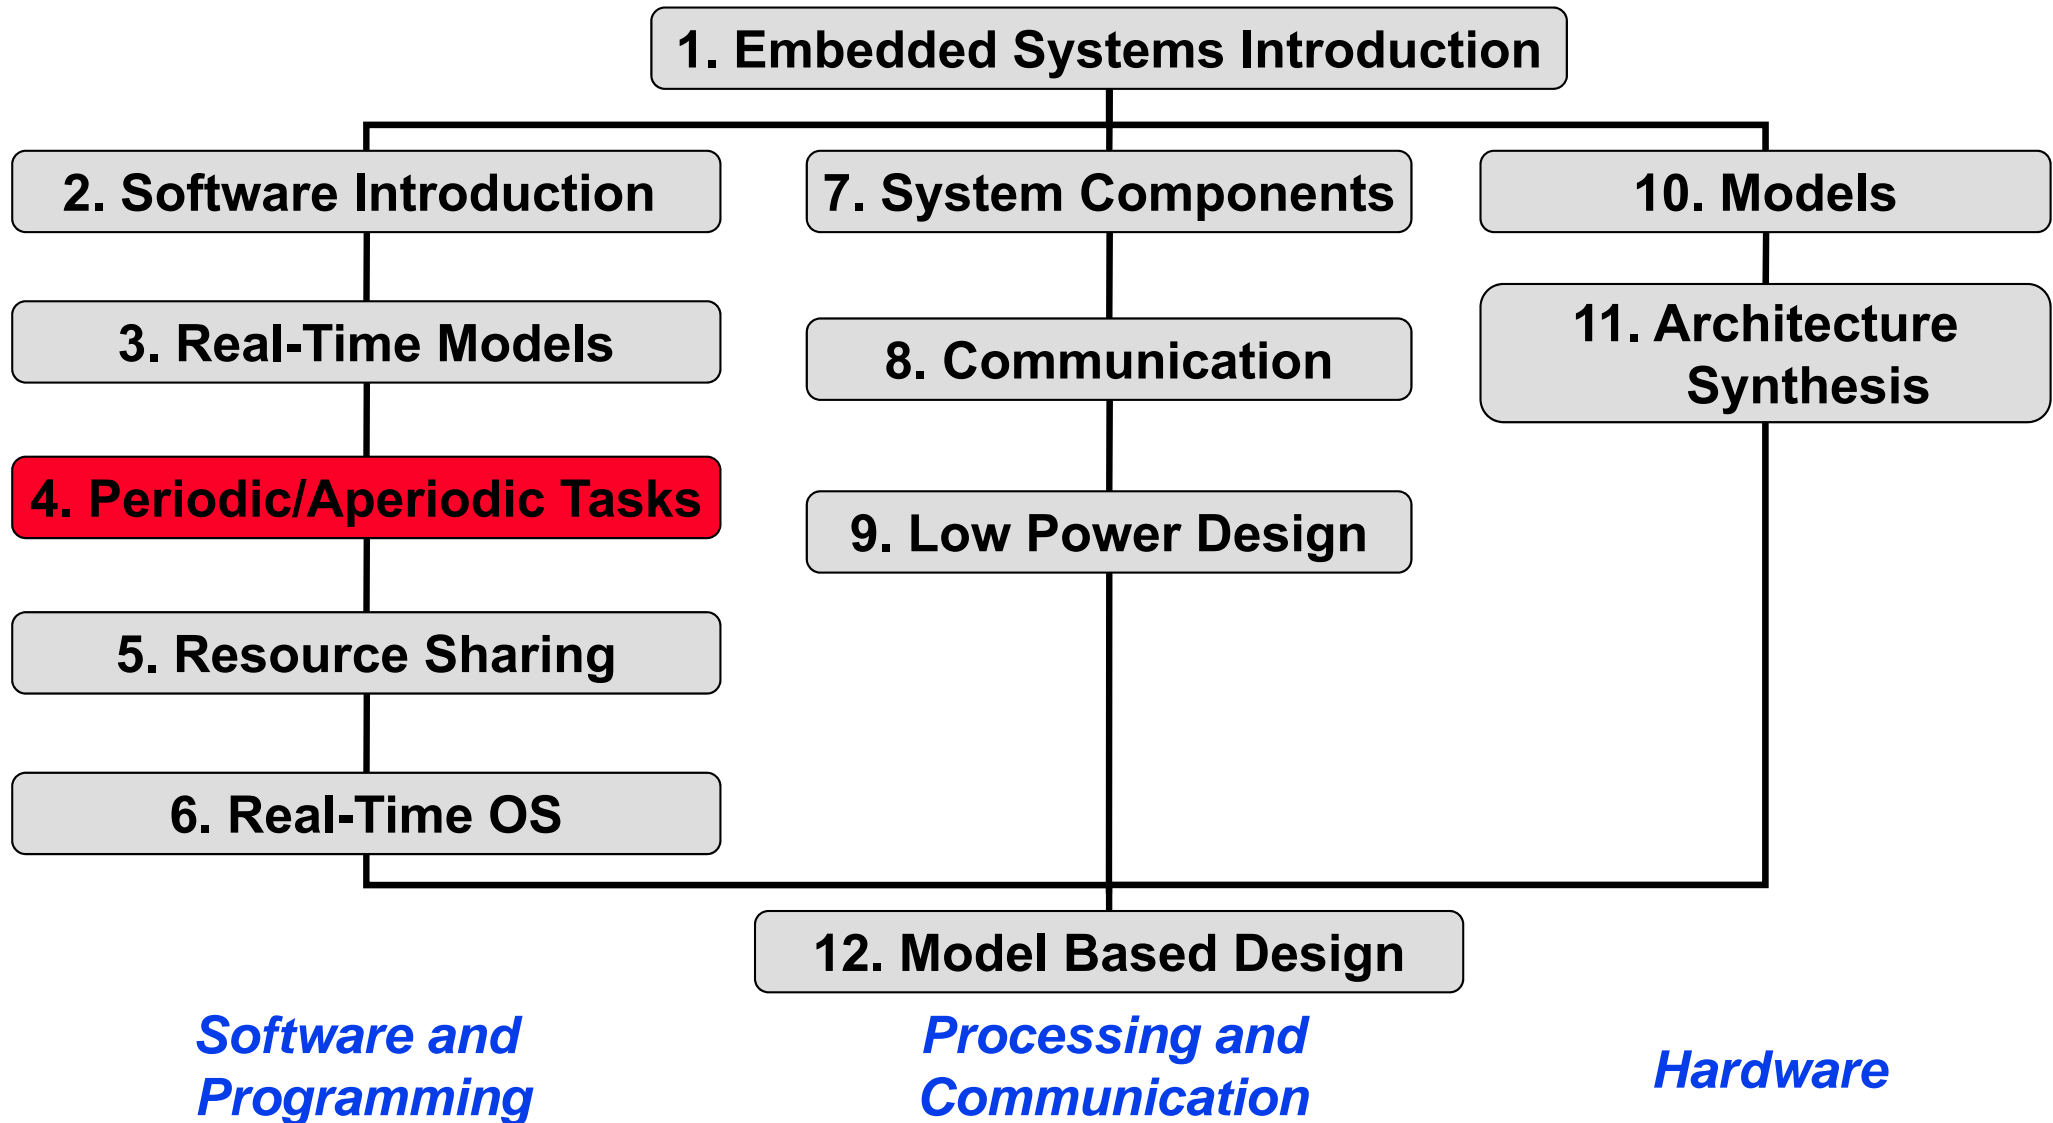 1. Embedded Systems Introduction
2. Software Introduction
3. Real-Time Models
4. Periodic/Aperiodic Tasks
5. Resource Sharing
6. Real-Time OS
7. System Components
8. Communication
9. Low Power Design
10. Models
11. Architecture
Synthesis
12. Model Based Design
Software and
Programming
Processing and
Communication
Hardware